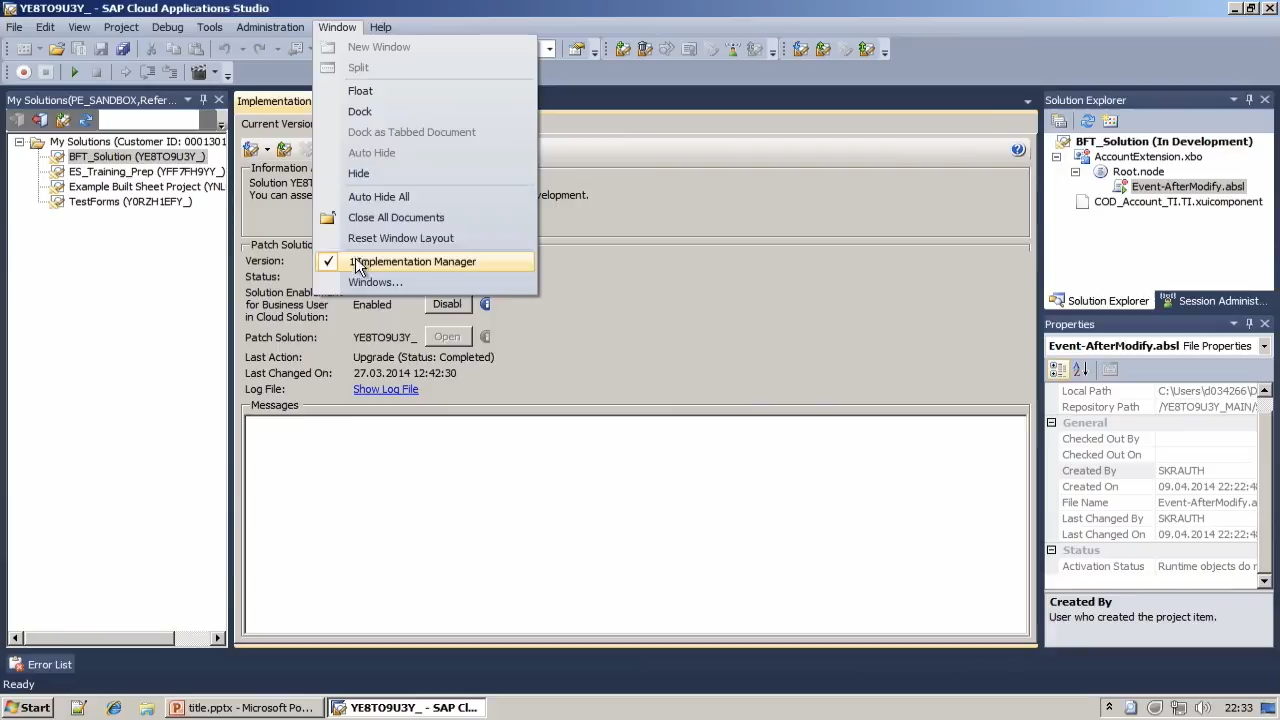 YE8TO9U3Y_ - SAP Cloud Applications Studio
File Edit View Project Debug Tools Administration Window Help
New Window
Split
Float
Dock
Dock as Tabbed Document
Auto Hide
Hide
Auto Hide All
Close All Documents
Reset Window Layout
1 Implementation Manager
Windows...
My Solutions(PE_SANDBOX,Refer...
My Solutions (Customer ID: 0001301
BFT_Solution (YE8TO9U3Y_)
ES_Training_Prep (YFF7FH9YY_)
Example Built Sheet Project (YNL
TestForms (Y0RZH1EFY_)
Implementation
Current Versio
Information A
Solution YE8T
You can asse
elopment.
Patch Solutio
Version:
Status:
Solution Enablem
for Business User
in Cloud Solution:
Enabled
Disabl
Patch Solution:
YE8TO9U3Y_
Open
Last Action:
Upgrade (Status: Completed)
Last Changed On:
27.03.2014 12:42:30
Log File:
Show Log File
Messages
Solution Explorer
BFT_Solution (In Development)
AccountExtension.xbo
Root.node
Event-AfterModify.absl
COD_Account_TI.TI.xuicomponent
Solution Explorer
Session Administ...
Properties
Event-AfterModify.absl File Properties
Local Path C:\Users\d034266\D
Repository Path /YE8TO9U3Y_MAIN/
General
Checked Out By
Checked Out On
Created By SKRAUTH
Created On 09.04.2014 22:22:4
File Name Event-AfterModify.a
Last Changed By SKRAUTH
Last Changed On 09.04.2014 22:22:4
Status
Activation Status Runtime objects do
Created By
User who created the project item.
Error List
Ready
Start
title.pptx - Microsoft Po...
YE8TO9U3Y_ - SAP Cl...
22:33